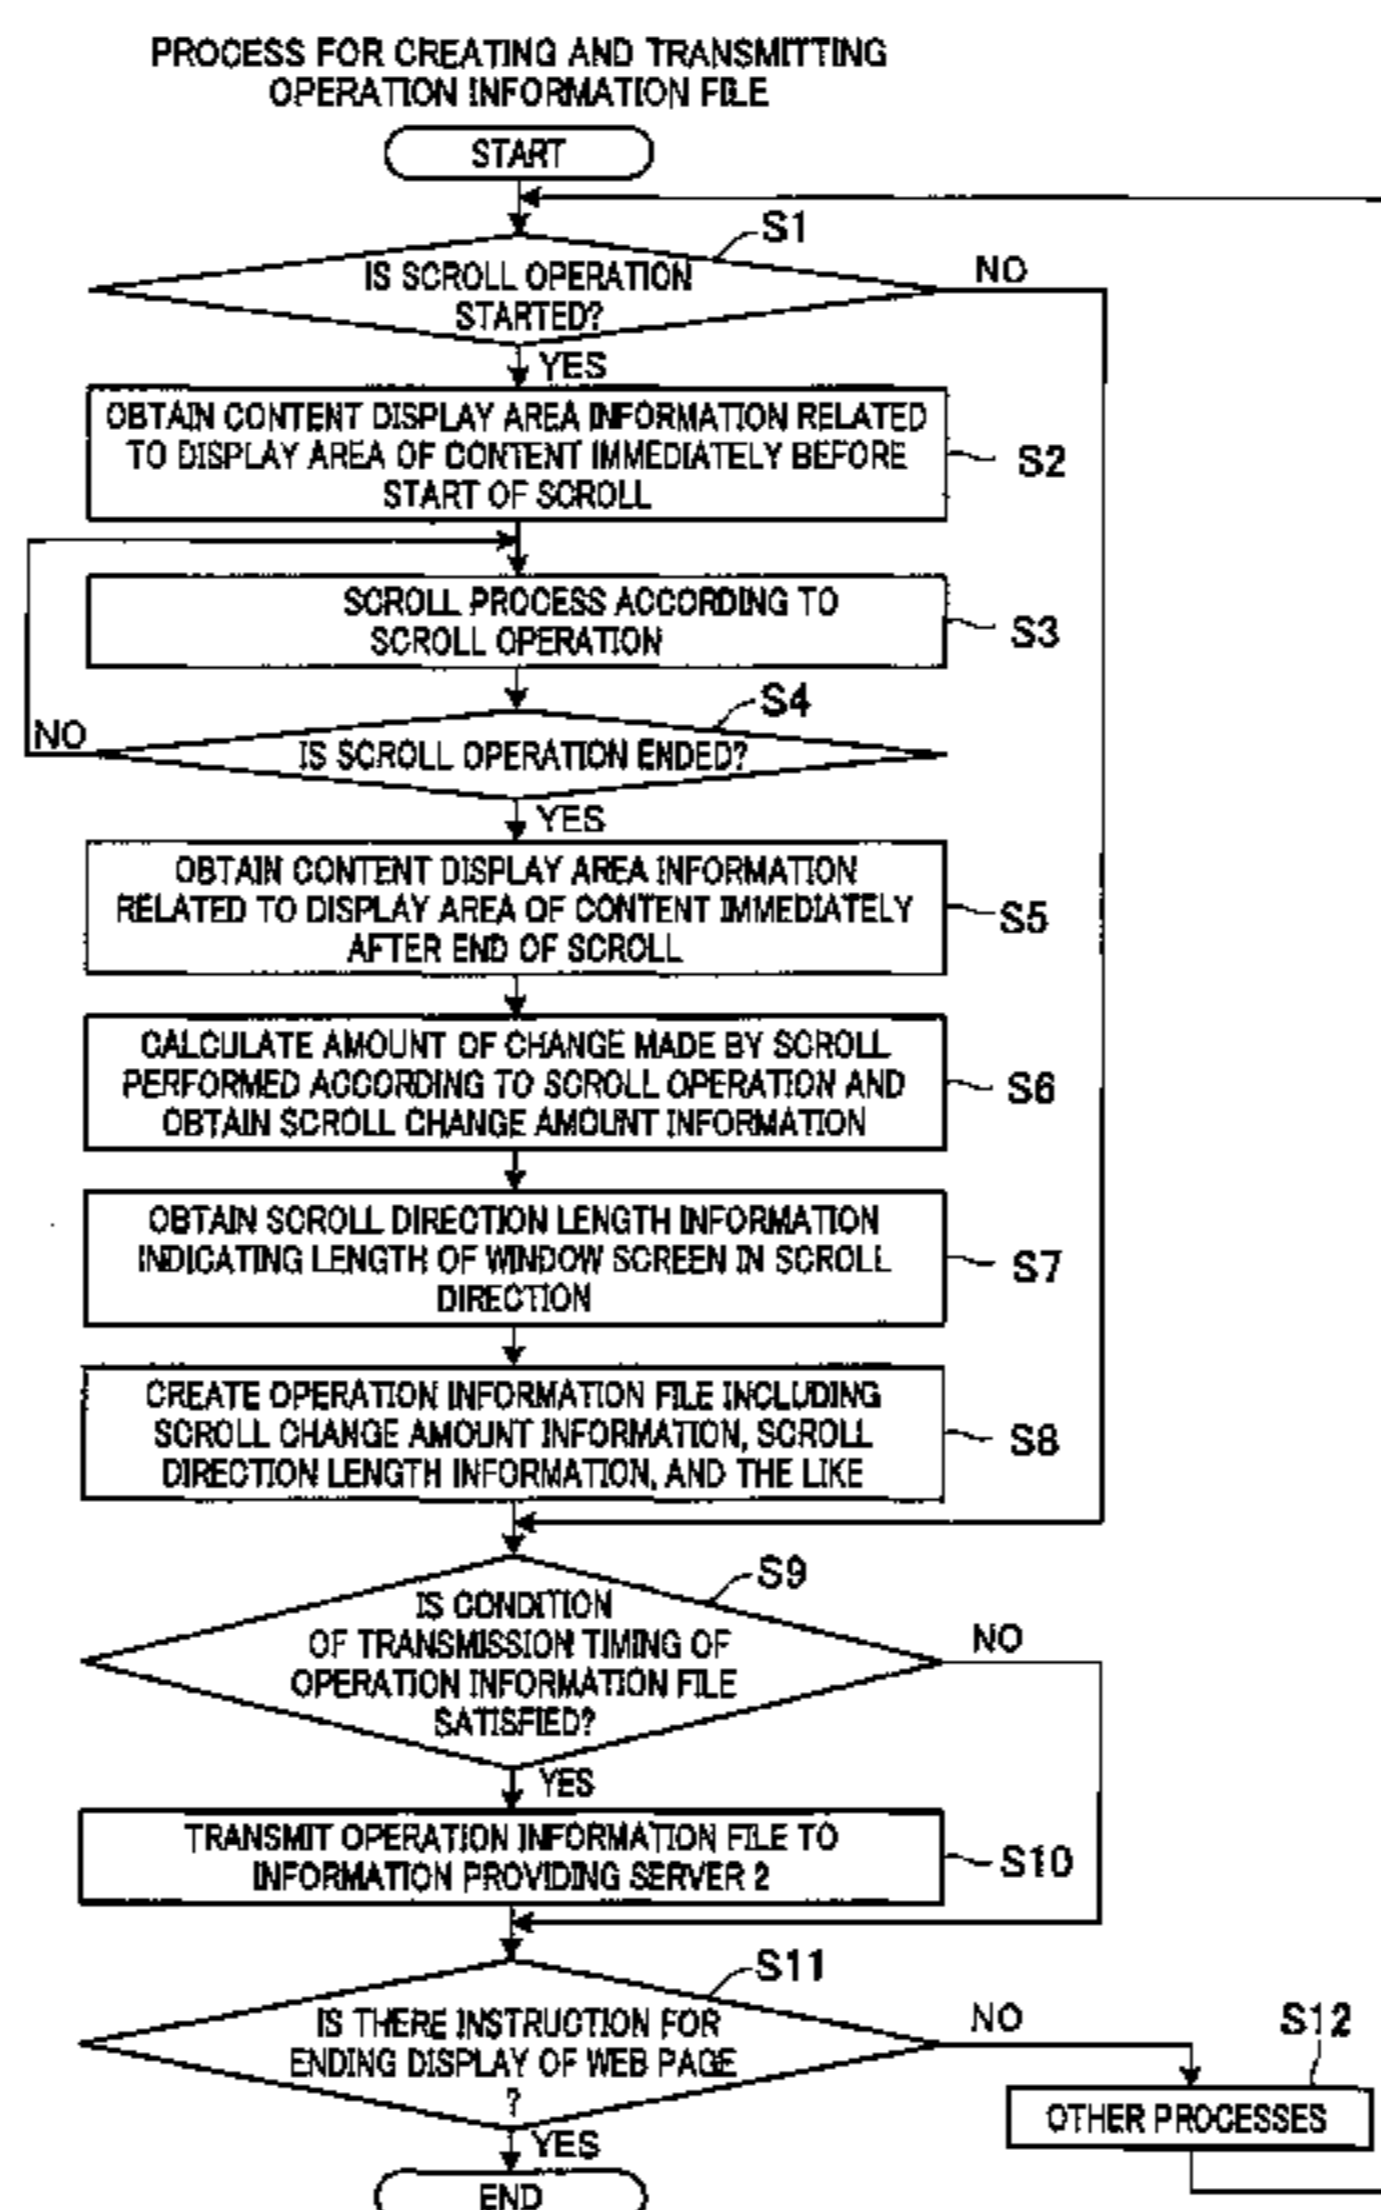 PROCESS FOR CREATING AND TRANSMITTING
OPERATION INFORMATION FILE
START
S1
IS SCROLL OPERATION
STARTED?
NO
YES
OBTAIN CONTENT DISPLAY AREA INFORMATION RELATED
TO DISPLAY AREA OF CONTENT IMMEDIATELY BEFORE
START OF SCROLL
S2
SCROLL PROCESS ACCORDING TO
SCROLL OPERATION
S3
S4
NO
IS SCROLL OPERATION ENDED?
YES
OBTAIN CONTENT DISPLAY AREA INFORMATION
RELATED TO DISPLAY AREA OF CONTENT IMMEDIATELY
AFTER END OF SCROLL
S5
CALCULATE AMOUNT OF CHANGE MADE BY SCROLL
PERFORMED ACCORDING TO SCROLL OPERATION AND
OBTAIN SCROLL CHANGE AMOUNT INFORMATION
S6
OBTAIN SCROLL DIRECTION LENGTH INFORMATION
INDICATING LENGTH OF WINDOW SCREEN IN SCROLL
DIRECTION
S7
CREATE OPERATION INFORMATION FILE INCLUDING
SCROLL CHANGE AMOUNT INFORMATION, SCROLL
DIRECTION LENGTH INFORMATION, AND THE LIKE
S8
S9
IS CONDITION
OF TRANSMISSION TIMING OF
OPERATION INFORMATION FILE
SATISFIED?
NO
YES
TRANSMIT OPERATION INFORMATION FILE TO
INFORMATION PROVIDING SERVER 2
S10
S11
IS THERE INSTRUCTION FOR
ENDING DISPLAY OF WEB PAGE
?
NO
S12
OTHER PROCESSES
YES
END